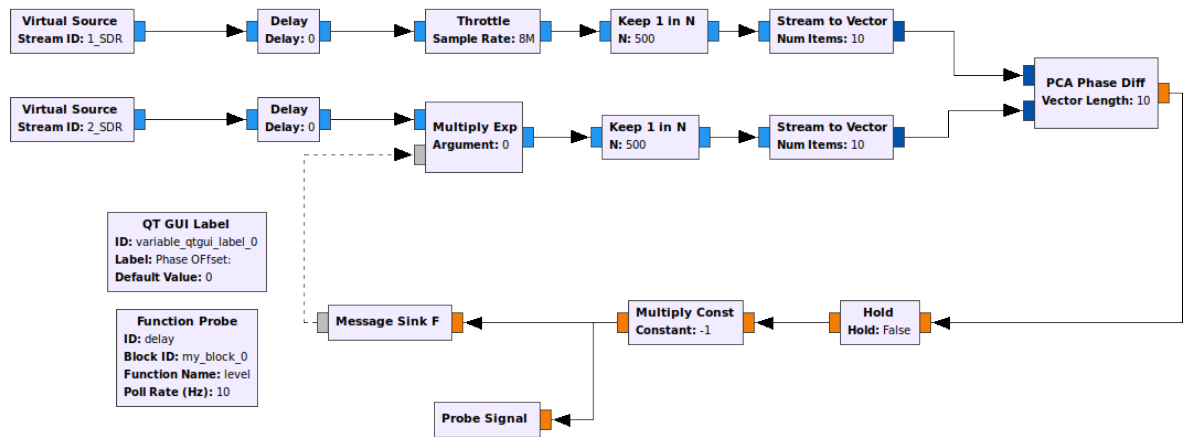 Virtual Source
Stream ID: 1_SDR
Delay
Delay: 0
Throttle
Sample Rate: 8M
Keep 1 in N
N: 500
Stream to Vector
Num Items: 10
PCA Phase Diff
Vector Length: 10
Virtual Source
Stream ID: 2_SDR
Delay
Delay: 0
Multiply Exp
Argument: 0
Keep 1 in N
N: 500
Stream to Vector
Num Items: 10
QT GUI Label
ID: variable_qtgui_label_0
Label: Phase OFfset:
Default Value: 0
Function Probe
ID: delay
Block ID: my_block_0
Function Name: level
Poll Rate (Hz): 10
Message Sink F
Multiply Const
Constant: -1
Hold
Hold: False
Probe Signal